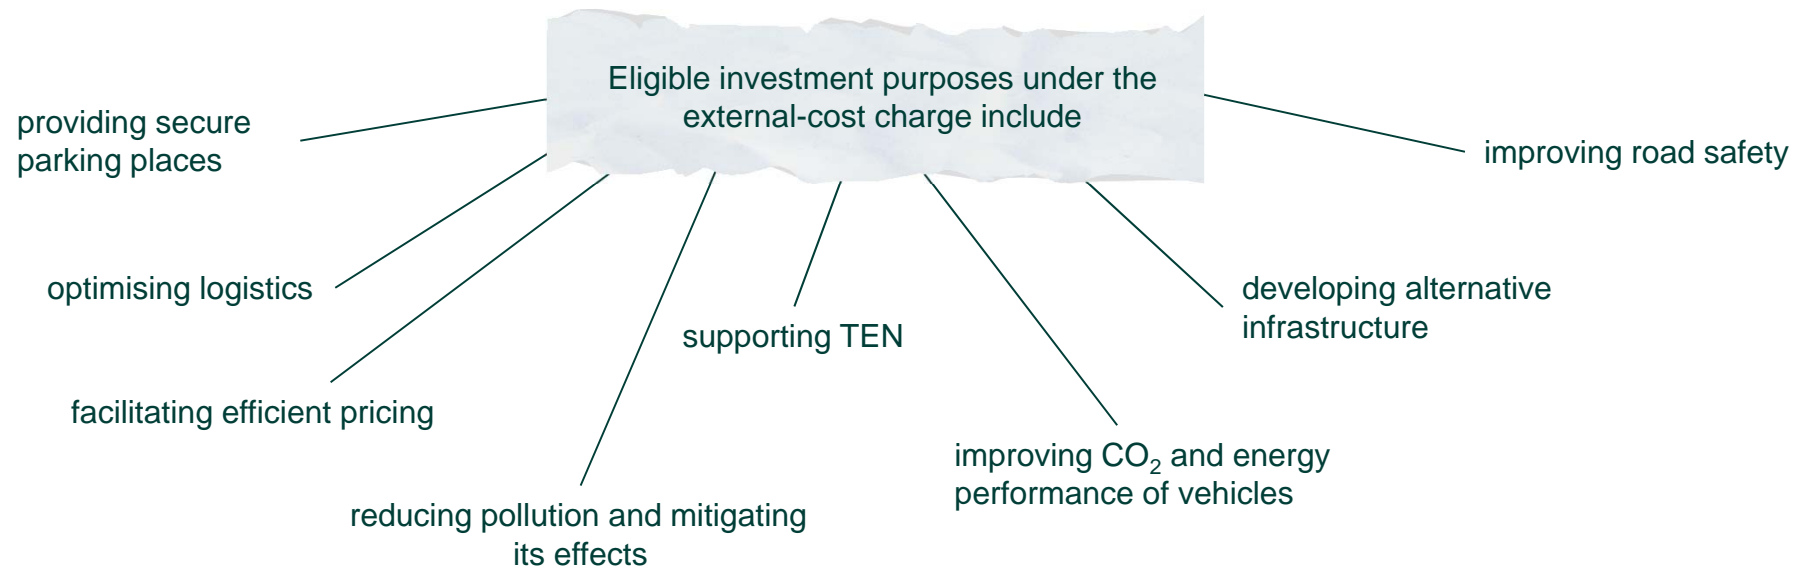 Eligible investment purposes under the
external-cost charge include
providing secure
parking places
improving road safety
optimising logistics
developing alternative
infrastructure
supporting TEN
facilitating efficient pricing
improving CO₂ and energy
performance of vehicles
reducing pollution and mitigating
its effects